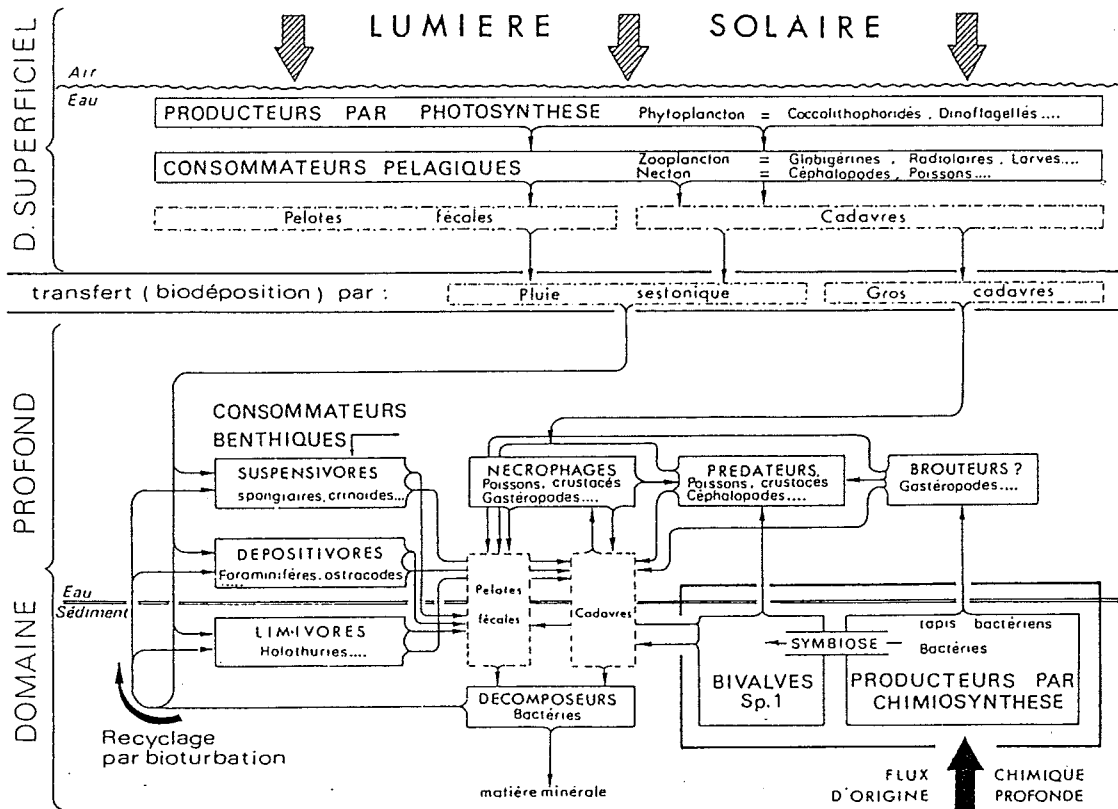 LUMIERE SOLAIRE
D. SUPERFICIEL
Air
Eau
PRODUCTEURS PAR PHOTOSYNTHESE Phytoplancton = Coccolithophoridés, Dinoflagellés....
CONSOMMATEURS PELAGIQUES Zooplancton = Globigérines, Radiolaires, Larves....
Necton = Céphalopodes, Poissons....
Pelotes fécales Cadavres
transfert (biodéposition) par : Pluie sestonique Gros cadavres
DOMAINE PROFOND
CONSOMMATEURS
BENTHIQUES
SUSPENSIVORES
spongiaires, crinoides...
NECROPHAGES
Poissons, crustacés
Gastéropodes....
PREDATEURS,
Poissons, crustacés
Céphalopodes....
BROUTEURS ?
Gastéropodes....
DEPOSITIVORES
Foraminifères, ostracodes
....
Pelotes
fécales
Cadavres
Eau
Sédiment
LIMIVORES
Holothuries....
BIVALVES
Sp.1
SYMBIOSE
tapis bactériens
Bactéries
PRODUCTEURS PAR
CHIMIOSYNTHESE
DECOMPOSEURS
Bactéries
Recyclage
par bioturbation
matière minérale
FLUX CHIMIQUE
D'ORIGINE PROFONDE